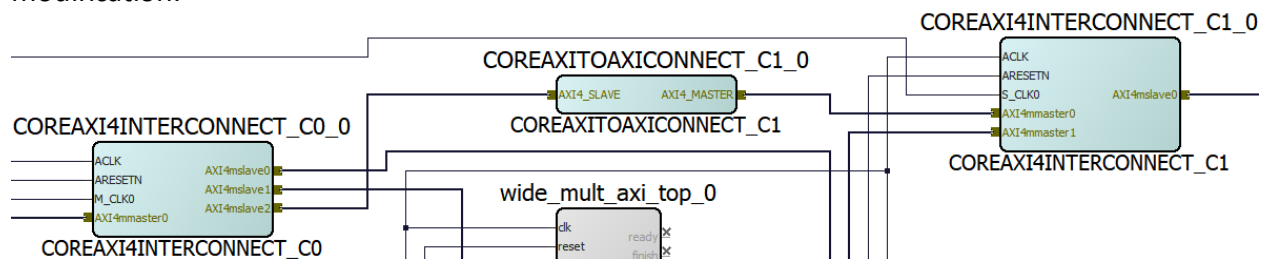 COREAXI4INTERCONNECT_C1_0
ACLK
ARESETN
S_CLK0
AXI4mmaster0
AXI4mmaster1
AXI4mslave0
COREAXI4INTERCONNECT_C1
COREAXITOAXICONNECT_C1_0
AXI4_SLAVE AXI4_MASTER
COREAXITOAXICONNECT_C1
COREAXI4INTERCONNECT_C0_0
ACLK
ARESETN
M_CLK0
AXI4mmaster0
AXI4mslave0
AXI4mslave1
AXI4mslave2
COREAXI4INTERCONNECT_C0
wide_mult_axi_top_0
clk
reset
ready
finish